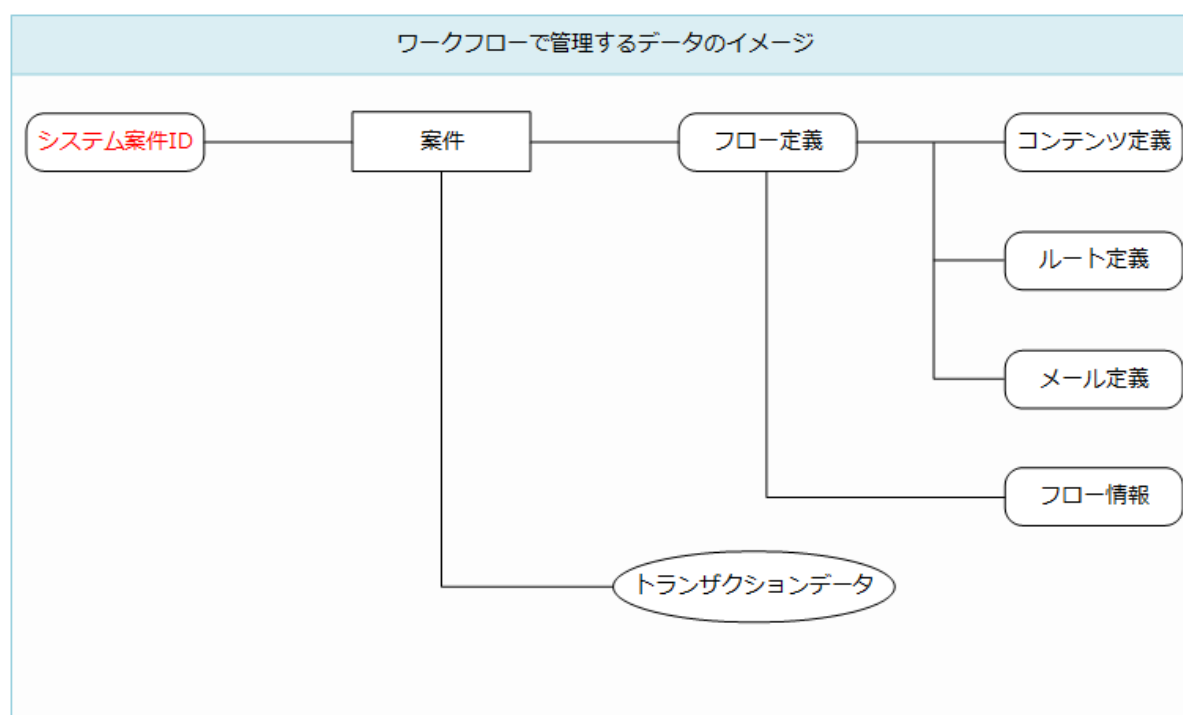 ワークフローで管理するデータのイメージ
システム案件ID
案件
フロー定義
コンテンツ定義
ルート定義
メール定義
フロー情報
トランザクションデータ